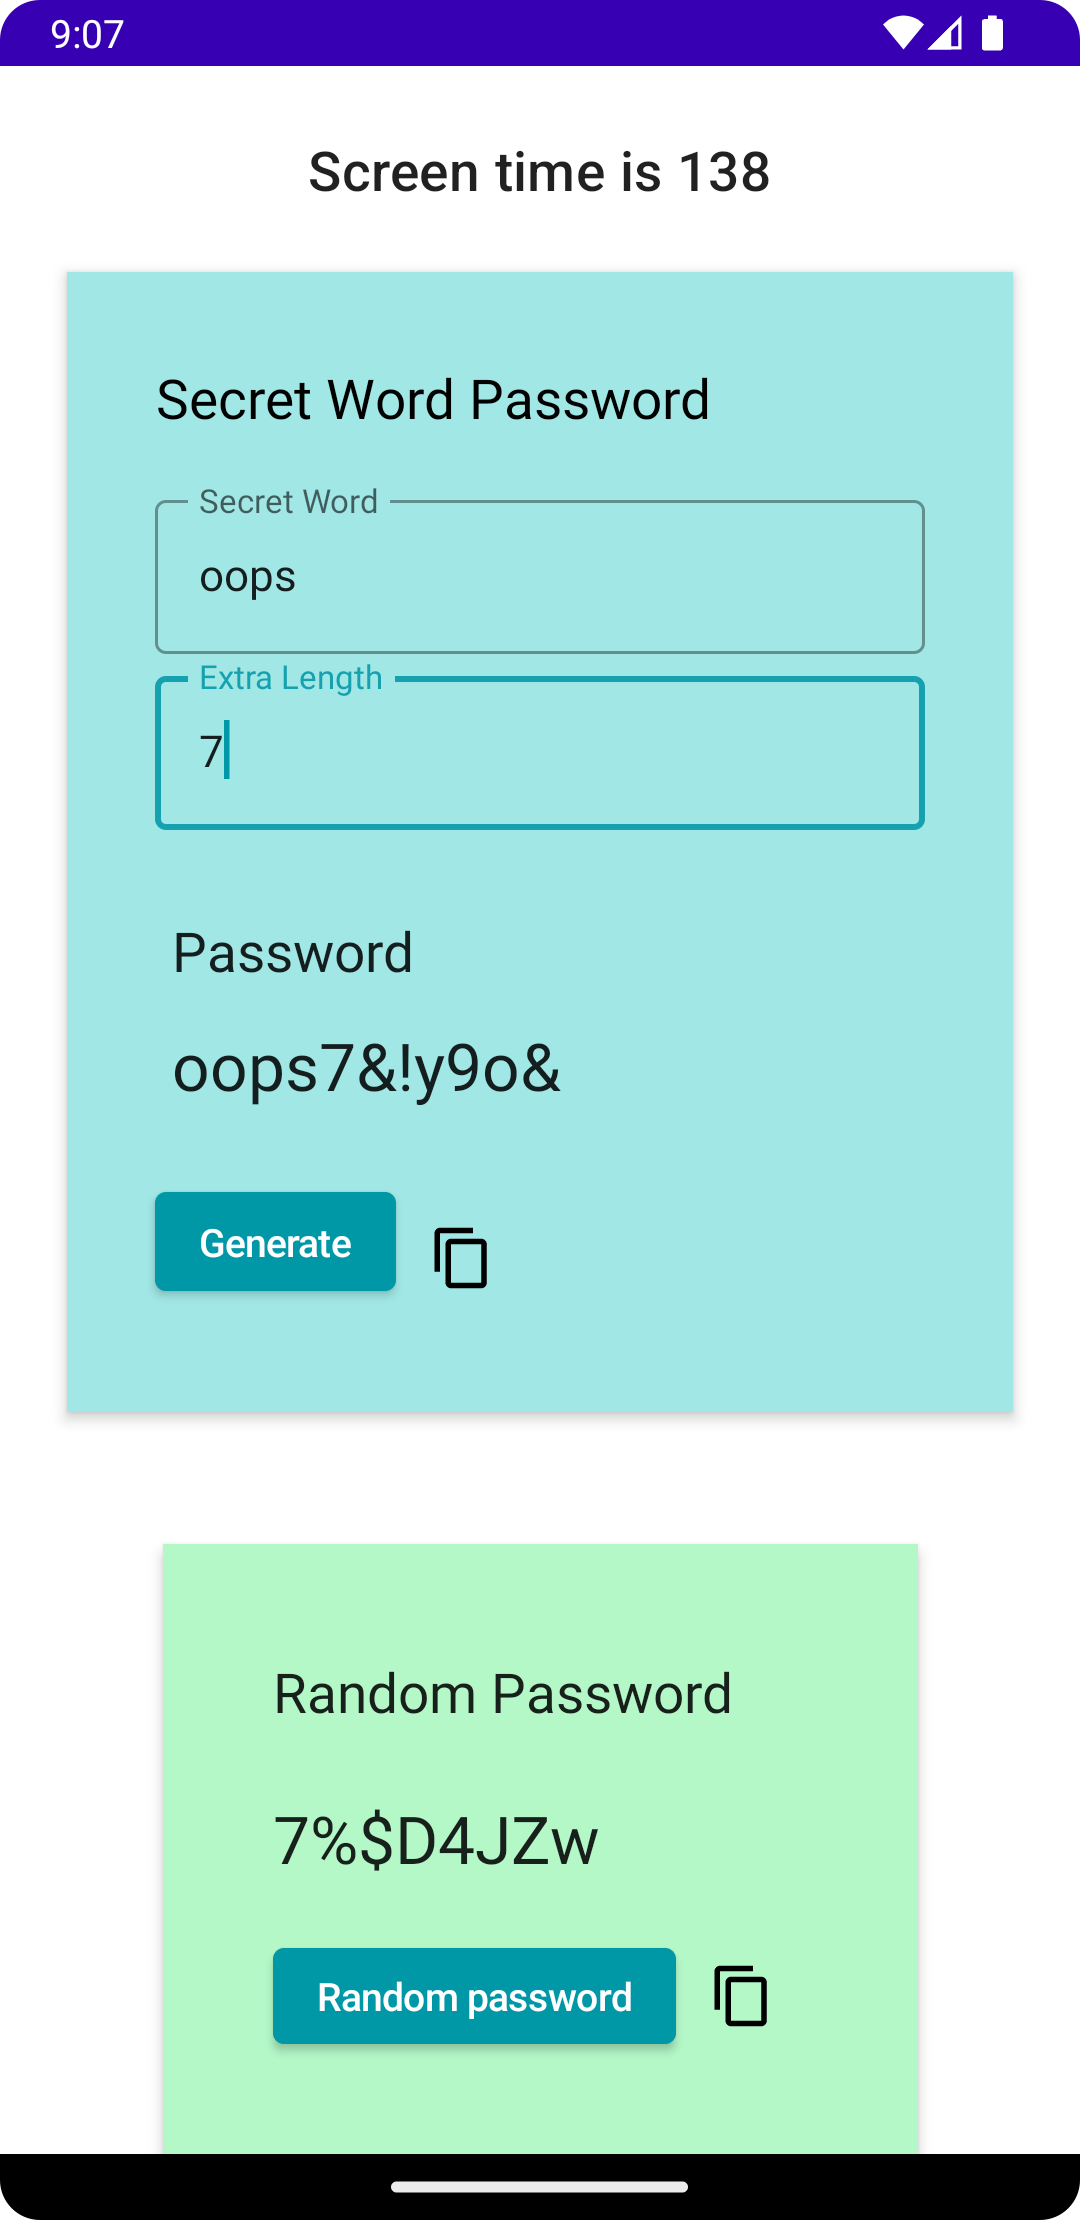 9:07
Screen time is 138
Secret Word Password
Secret Word
oops
Extra Length
7
Password
oops7&!y9o&
Generate
Random Password
7%$D4JZw
Random password